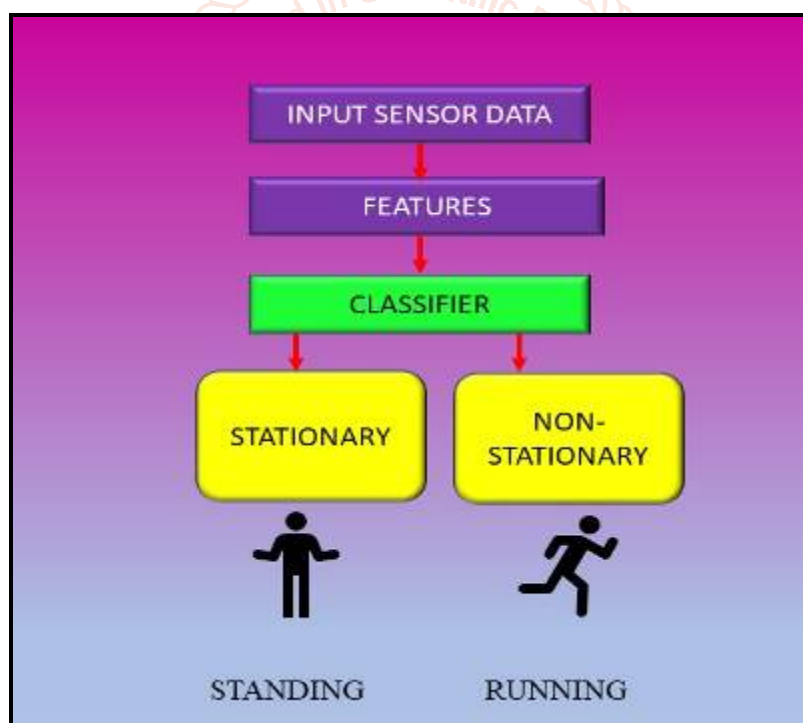 INPUT SENSOR DATA
FEATURES
CLASSIFIER
STATIONARY
NON-
STATIONARY
STANDING
RUNNING